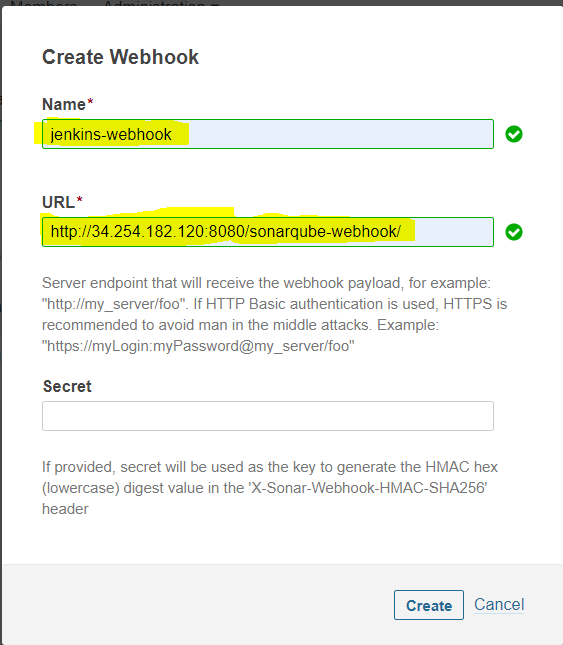 Members Administration
Create Webhook
Name*
jenkins-webhook
URL*
http://34.254.182.120:8080/sonarqube-webhook/
Server endpoint that will receive the webhook payload, for example:
"http://my_server/foo". If HTTP Basic authentication is used, HTTPS is
recommended to avoid man in the middle attacks. Example:
"https://myLogin:myPassword@my_server/foo"
Secret
If provided, secret will be used as the key to generate the HMAC hex
(lowercase) digest value in the 'X-Sonar-Webhook-HMAC-SHA256'
header
Create Cancel